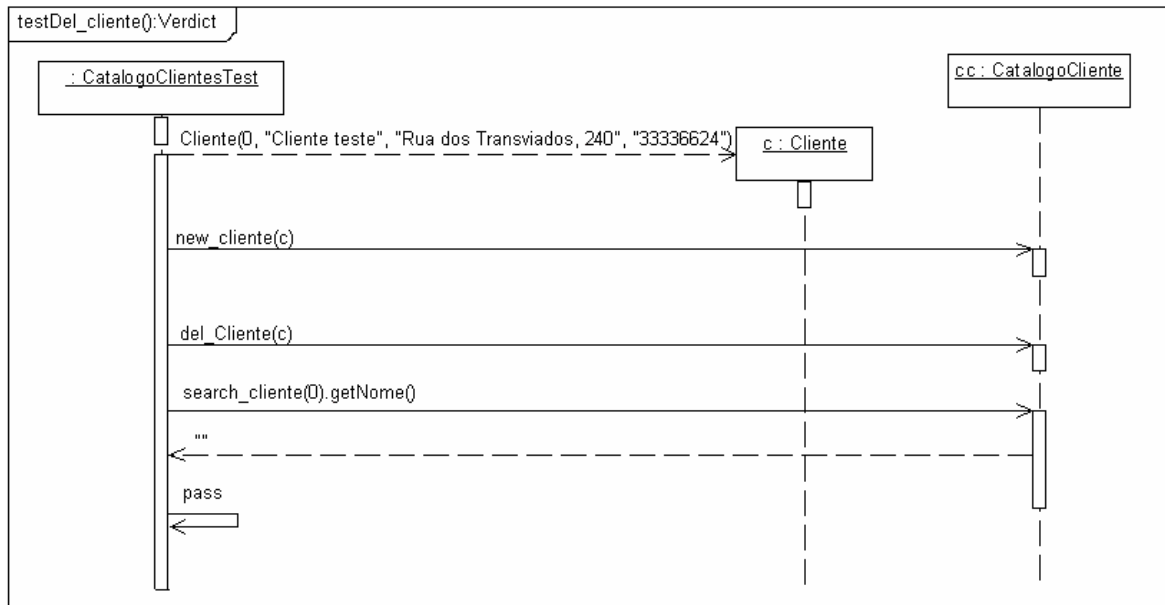 testDel_cliente():Verdict
_: CatalogoClientesTest
cc : CatalogoCliente
Cliente(0, "Cliente teste", "Rua dos Transviados, 240", "33336624")
c : Cliente
new_cliente(c)
del_Cliente(c)
search_cliente(0).getNome()
""
pass